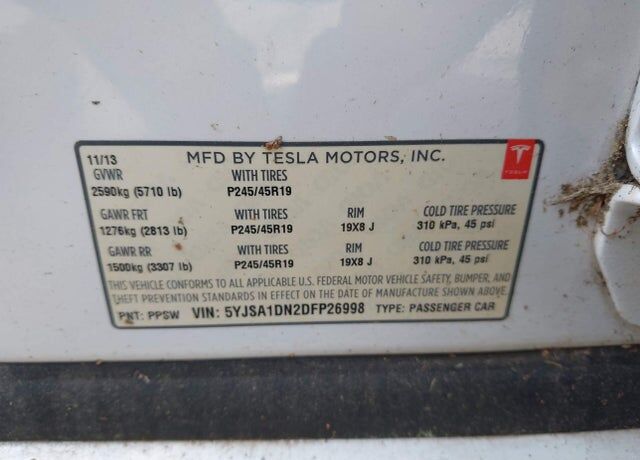 11/13 MFD BY TESLA MOTORS, INC.
GVWR WITH TIRES
2590kg (5710 lb) P245/45R19
GAWR FRT WITH TIRES RIM COLD TIRE PRESSURE
1276kg (2813 lb) P245/45R19 19X8 J 310 kPa, 45 psi
GAWR RR WITH TIRES RIM COLD TIRE PRESSURE
1500kg (3307 lb) P245/45R19 19X8 J 310 kPa, 45 psi
THIS VEHICLE CONFORMS TO ALL APPLICABLE U.S. FEDERAL MOTOR VEHICLE SAFETY, BUMPER, AND
THEFT PREVENTION STANDARDS IN EFFECT ON THE DATE OF MANUFACTURE SHOWN ABOVE.
PNT: PPSW VIN: 5YJSA1DN2DFP26998 TYPE: PASSENGER CAR
TESLA